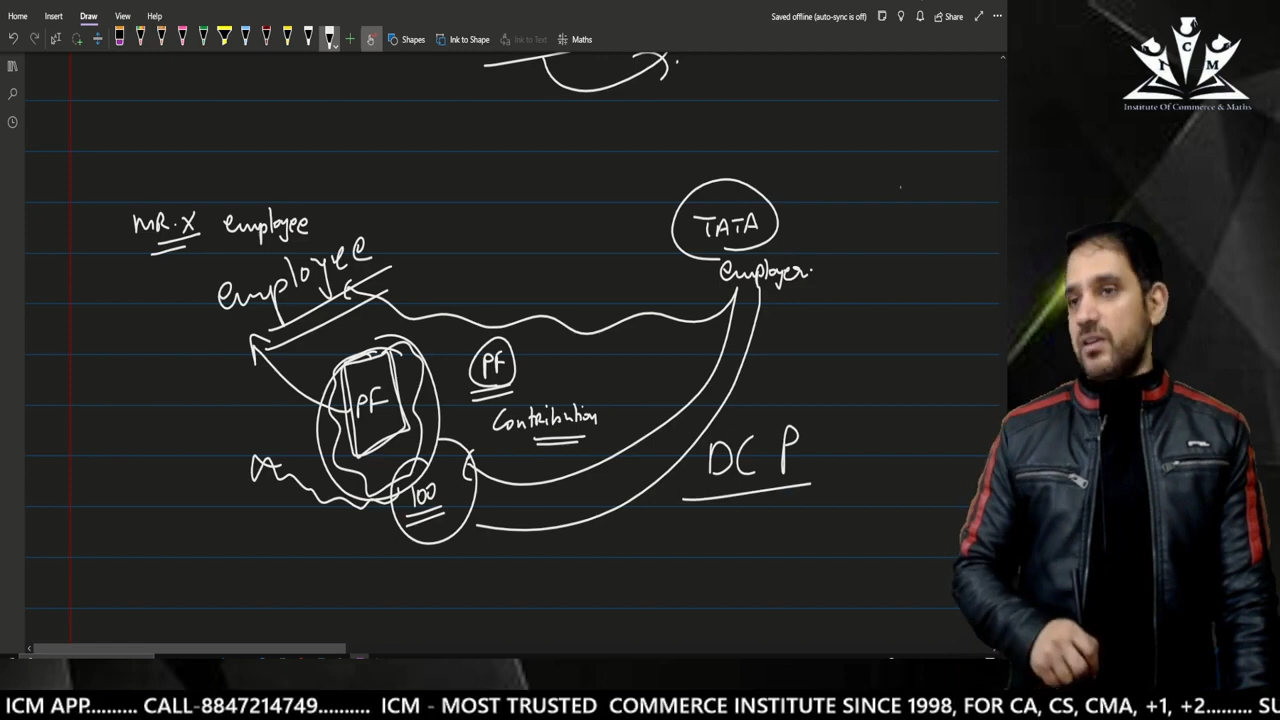 Home Insert Draw View Help
Saved offline (auto-sync is off) Share
Shapes Ink to Shape Ink to Text Maths
I C M
Institute Of Commerce & Maths
MR. X employee
TATA
employer.
employee
PF
PF
Contribution
DCP
100
ICM APP.......... CALL-8847214749.......... ICM - MOST TRUSTED COMMERCE INSTITUTE SINCE 1998, FOR CA, CS, CMA, +1, +2......... SU